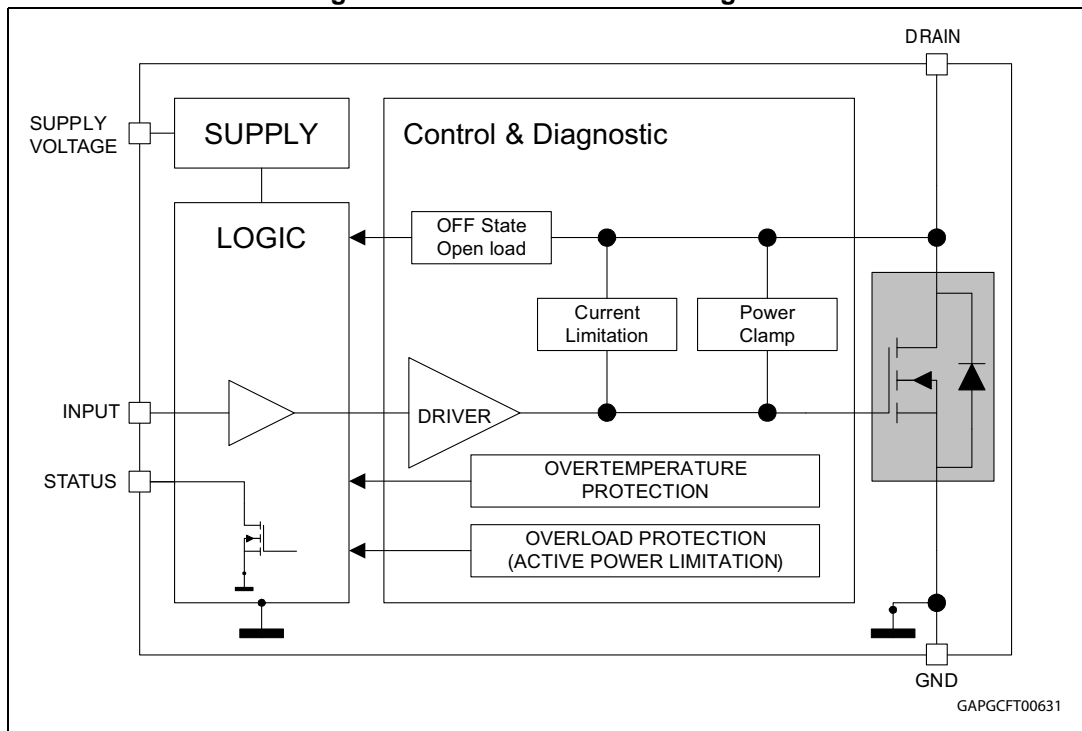 DRAIN
SUPPLY
VOLTAGE
SUPPLY
Control & Diagnostic
LOGIC
OFF State
Open load
Current
Limitation
Power
Clamp
INPUT
DRIVER
STATUS
OVERTEMPERATURE
PROTECTION
OVERLOAD PROTECTION
(ACTIVE POWER LIMITATION)
GND
GAPGCFT00631